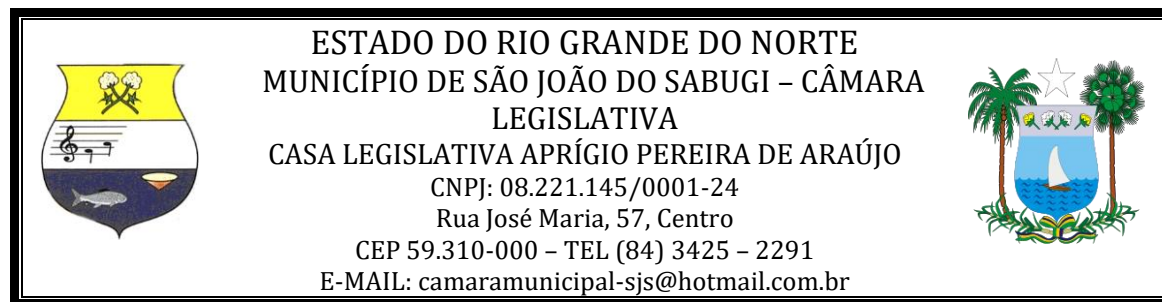 ESTADO DO RIO GRANDE DO NORTE
MUNICÍPIO DE SÃO JOÃO DO SABUGI – CÂMARA
LEGISLATIVA
CASA LEGISLATIVA APRÍGIO PEREIRA DE ARAÚJO
CNPJ: 08.221.145/0001-24
Rua José Maria, 57, Centro
CEP 59.310-000 – TEL (84) 3425 – 2291
E-MAIL: camaramunicipal-sjs@hotmail.com.br